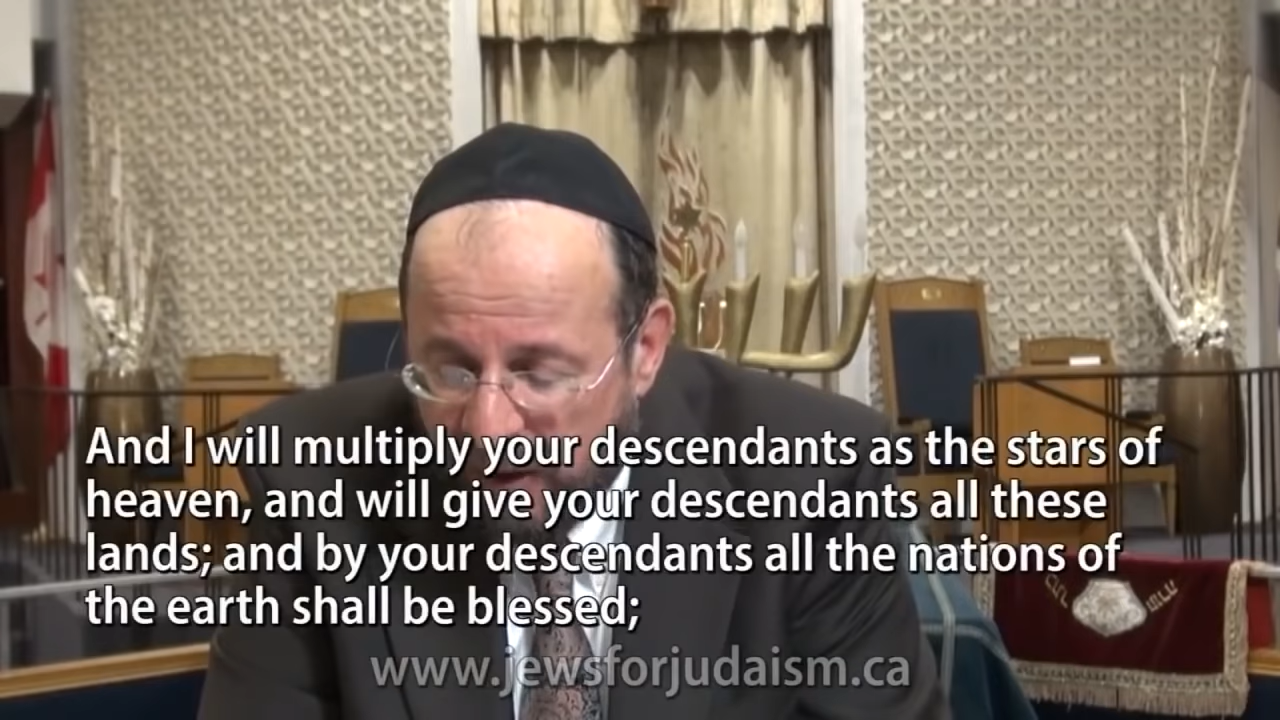 And I will multiply your descendants as the stars of
heaven, and will give your descendants all these
lands; and by your descendants all the nations of
the earth shall be blessed;
www.jewsforjudaism.ca